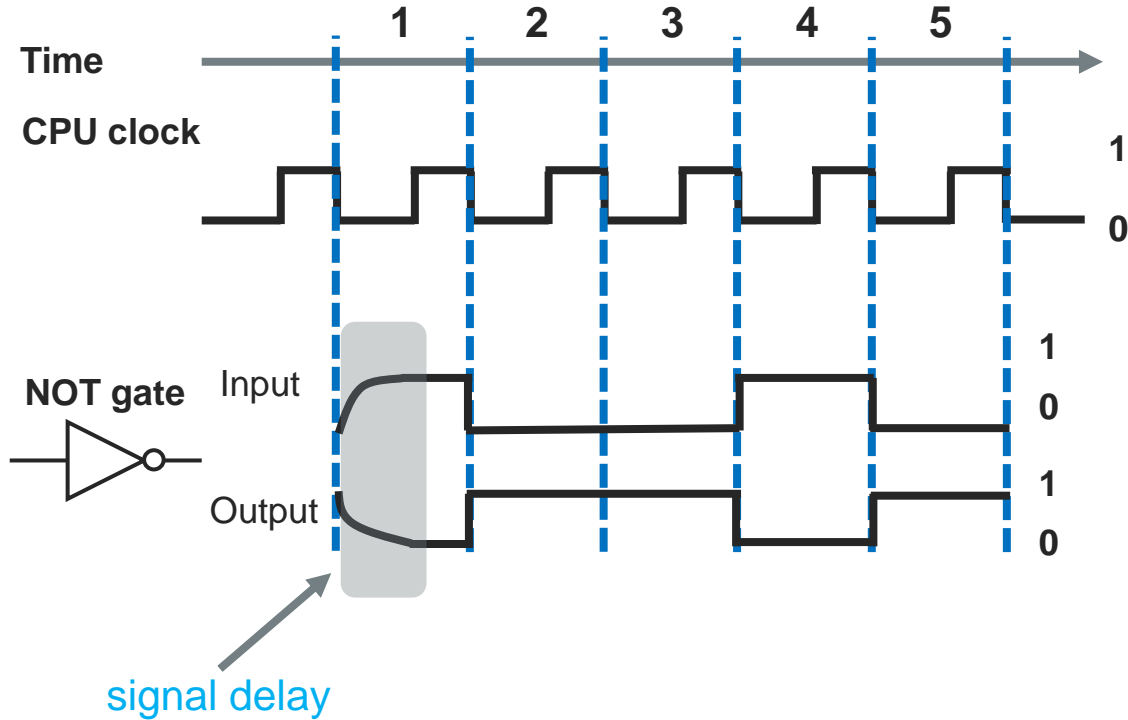 1 2 3 4 5
Time
CPU clock
1
0
1
Input
NOT gate
0
1
Output
0
signal delay